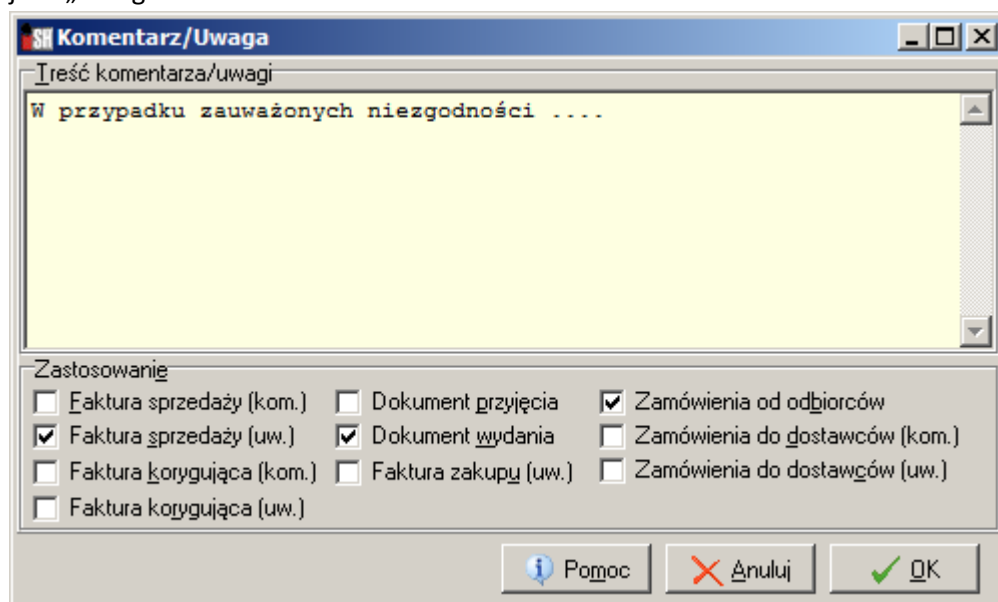 SH Komentarz/Uwaga
Treść komentarza/uwagi
W przypadku zauważonych niezgodności ....
Zastosowanie
Faktura sprzedaży (kom.) Dokument przyjęcia Zamówienia od odbiorców
Faktura sprzedaży (uw.) Dokument wydania Zamówienia do dostawców (kom.)
Faktura korygująca (kom.) Faktura zakupu (uw.) Zamówienia do dostawców (uw.)
Faktura korygująca (uw.)
Pomoc Anuluj OK